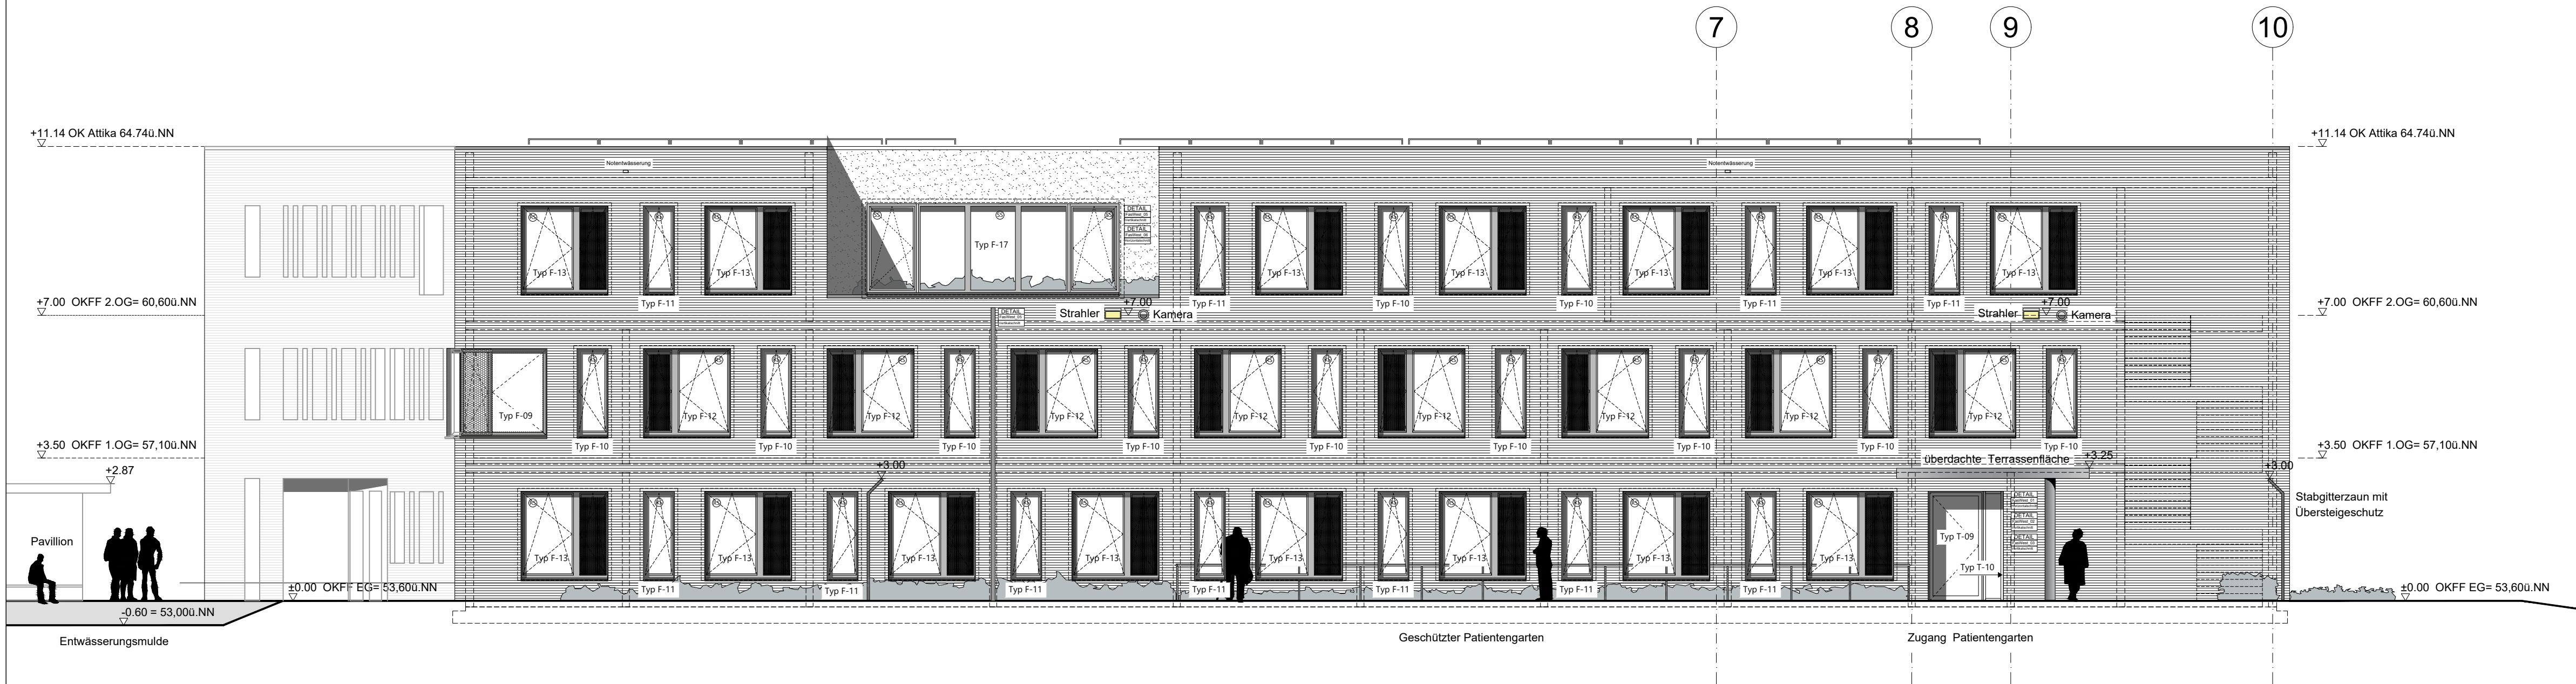 7
8
9
10
+11.14 OK Attika 64.74ü.NN
+11.14 OK Attika 64.74ü.NN
Notentwässerung
Notentwässerung
DETAIL
DETAIL
Typ F-17
Typ F-13
Typ F-13
Typ F-13
Typ F-13
Typ F-13
Typ F-13
Typ F-13
Typ F-11
Typ F-11
Typ F-10
Typ F-10
Typ F-11
Typ F-11
+7.00 OKFF 2.OG= 60,60ü.NN
+7.00
+7.00
+7.00 OKFF 2.OG= 60,60ü.NN
DETAIL
Strahler
Kamera
Strahler
Kamera
Typ F-09
Typ F-12
Typ F-12
Typ F-12
Typ F-12
Typ F-12
Typ F-12
Typ F-12
Typ F-12
Typ F-10
Typ F-10
Typ F-10
Typ F-10
Typ F-10
Typ F-10
Typ F-10
Typ F-10
Typ F-10
+3.50 OKFF 1.OG= 57,10ü.NN
+3.50 OKFF 1.OG= 57,10ü.NN
überdachte Terrassenfläche
+3.25
+2.87
+3.00
+3.00
Stabgitterzaun mit
Übersteigeschutz
DETAIL
DETAIL
DETAIL
Pavillion
Typ T-09
Typ F-13
Typ F-13
Typ F-13
Typ F-13
Typ F-13
Typ F-13
Typ F-13
Typ F-13
Typ T-10
±0.00 OKFF EG= 53,60ü.NN
Typ F-11
Typ F-11
Typ F-11
Typ F-11
Typ F-11
Typ F-11
Typ F-11
±0.00 OKFF EG= 53,60ü.NN
-0.60 = 53,00ü.NN
Entwässerungsmulde
Geschützter Patientengarten
Zugang Patientengarten